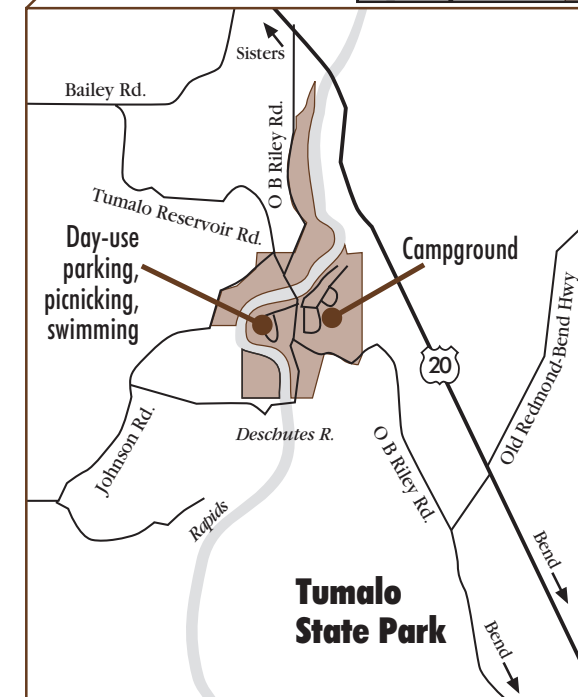 Sisters
Bailey Rd.
O B Riley Rd.
Tumalo Reservoir Rd.
Day-use
parking,
picnicking,
swimming
Campground
20
Old Redmond-Bend Hwy
Johnson Rd.
Deschutes R.
O B Riley Rd.
Rapids
Bend
Tumalo
State Park
Bend